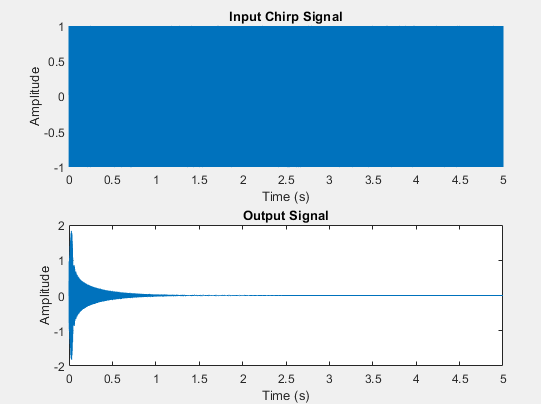 Input Chirp Signal
1
0.5
0
-0.5
-1
Amplitude
0 0.5 1 1.5 2 2.5 3 3.5 4 4.5 5
Time (s)
Output Signal
2
1
0
-1
-2
Amplitude
0 0.5 1 1.5 2 2.5 3 3.5 4 4.5 5
Time (s)